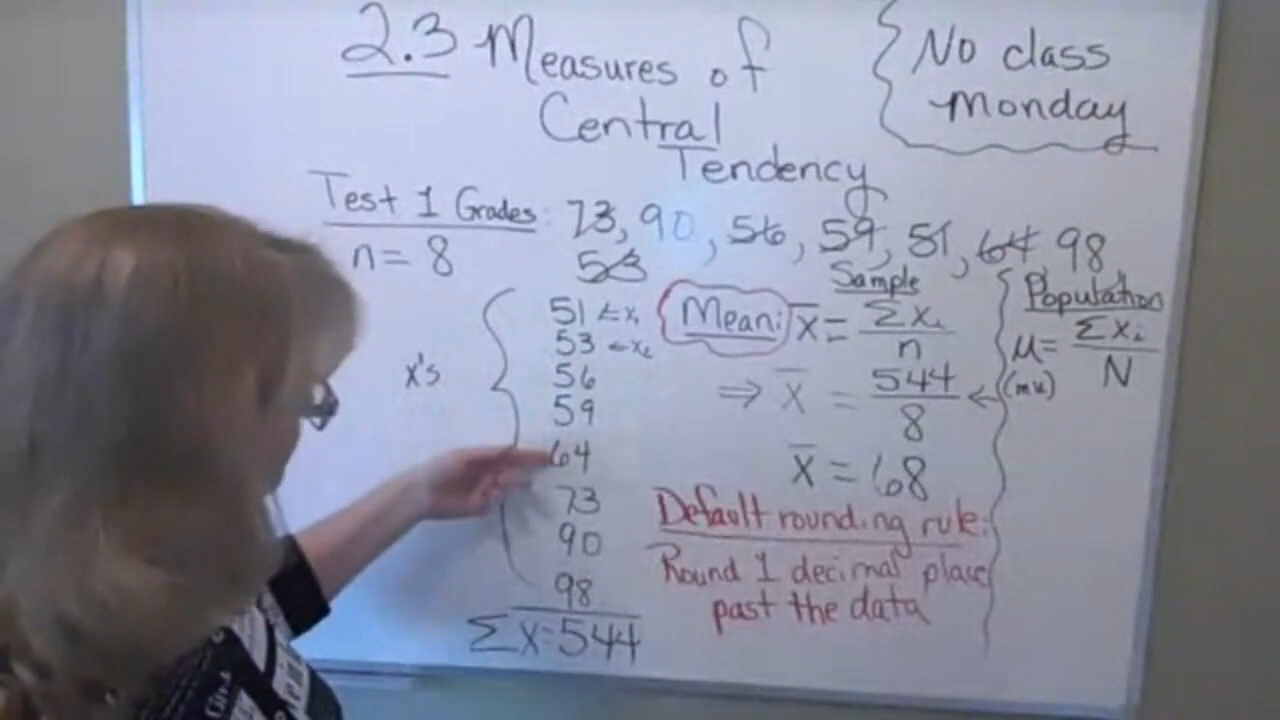 2.3 Measures of
Central
Tendency
No class
Monday
Test 1 Grades: 73, 90, 56, 59, 51, 64 98
n = 8
53
x's
51 ← x₁
53 ← x₂
56
59
64
73
90
98
Σx = 544
Mean:
Sample
x̄ = Σxᵢ / n
⇒ x̄ = 544 / 8 ←
x̄ = 68
Default rounding rule:
Round 1 decimal place
past the data
Population
μ = Σxᵢ / N
(mu)